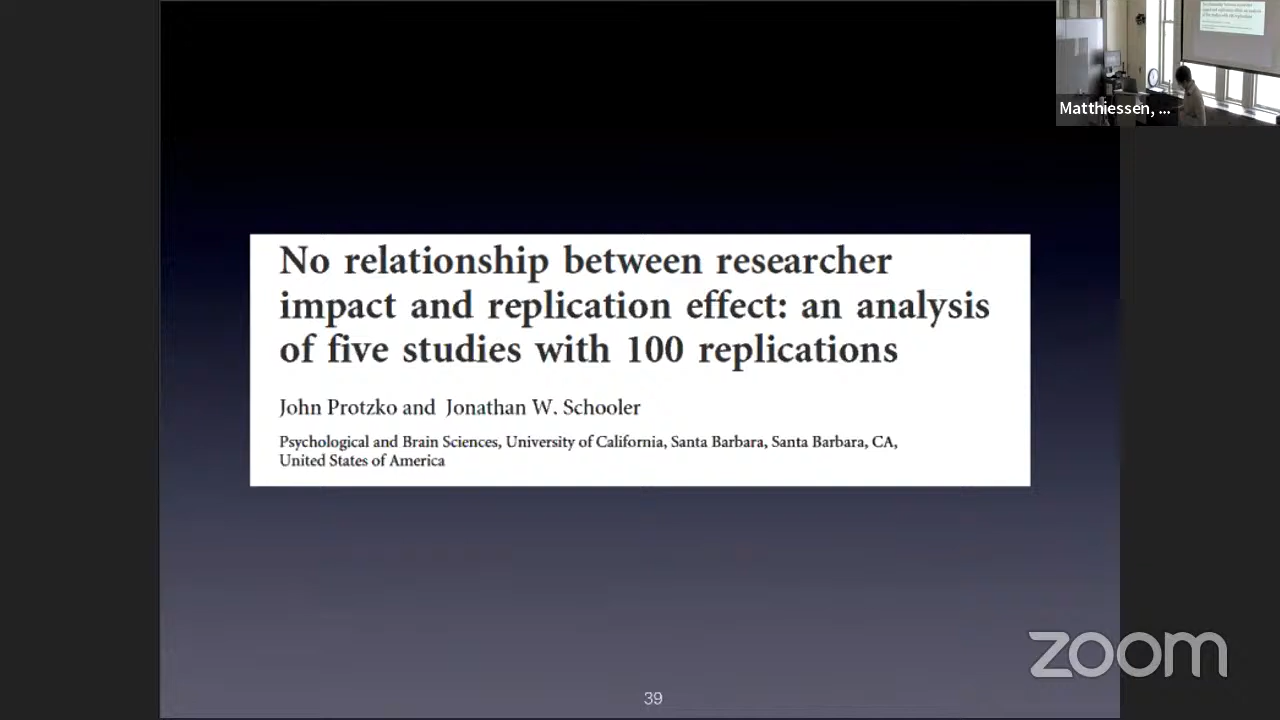 Matthiessen, ...
No relationship between researcher
impact and replication effect: an analysis
of five studies with 100 replications
John Protzko and Jonathan W. Schooler
Psychological and Brain Sciences, University of California, Santa Barbara, Santa Barbara, CA,
United States of America
zoom
39